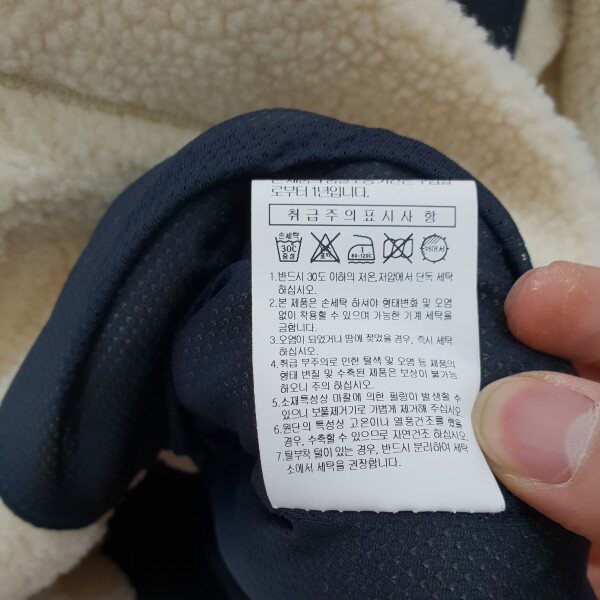 로부터 1년입니다.
취급주의표시사항
손세탁
30C
중성
1
80-120C
1.반드시 30도 이하의 저온,저압에서 단독 세탁
하십시오.
2.본 제품은 손세탁 하셔야 형태변화 및 오염
없이 착용할 수 있으며 가능한 기계 세탁을
금합니다.
3.오염이 되었거나 땀에 젖었을 경우, 즉시 세탁
하십시오.
4.취급 부주의로 인한 탈색 및 오염 등 제품의
형태 변질 및 수축된 제품은 보상이 불가능
하오니 주의 하십시오.
5.소재특성상 마찰에 의한 필링이 발생할 수
있으니 보풀제거기로 가볍게 제거해 주십시오
6.원단의 특성상 고온이나 열풍건조를 했을
경우, 수축할 수 있으므로 자연건조 하십시오
7.탈부착 털이 있는 경우, 반드시 분리하여 세탁
소에서 세탁을 권장합니다.